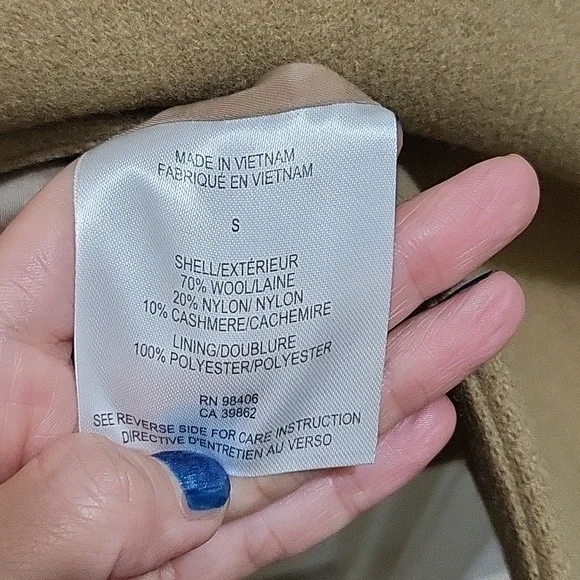 MADE IN VIETNAM
FABRIQUÉ EN VIETNAM
S
SHELL/EXTÉRIEUR
70% WOOL/LAINE
20% NYLON/ NYLON
10% CASHMERE/CACHEMIRE
LINING/DOUBLURE
100% POLYESTER/POLYESTER
RN 98406
CA 39862
SEE REVERSE SIDE FOR CARE INSTRUCTION
DIRECTIVE D'ENTRETIEN AU VERSO